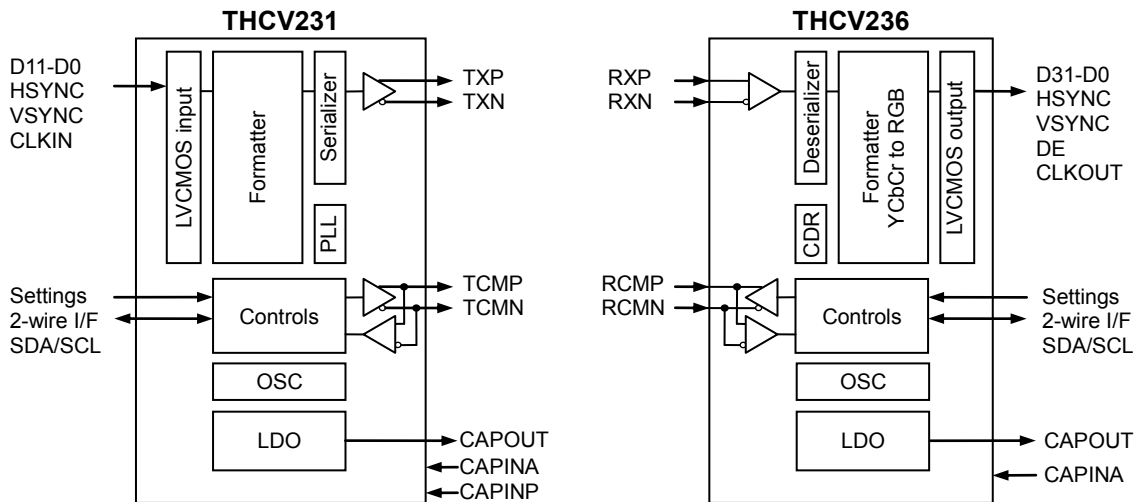 THCV231
D11-D0
HSYNC
VSYNC
CLKIN
LVCMOS input
Formatter
Serializer
PLL
TXP
TXN
Settings
2-wire I/F
SDA/SCL
Controls
TCMP
TCMN
OSC
LDO
CAPOUT
CAPINA
CAPINP
THCV236
RXP
RXN
Deserializer
CDR
Formatter
YCbCr to RGB
LVCMOS output
D31-D0
HSYNC
VSYNC
DE
CLKOUT
RCMP
RCMN
Controls
Settings
2-wire I/F
SDA/SCL
OSC
LDO
CAPOUT
CAPINA